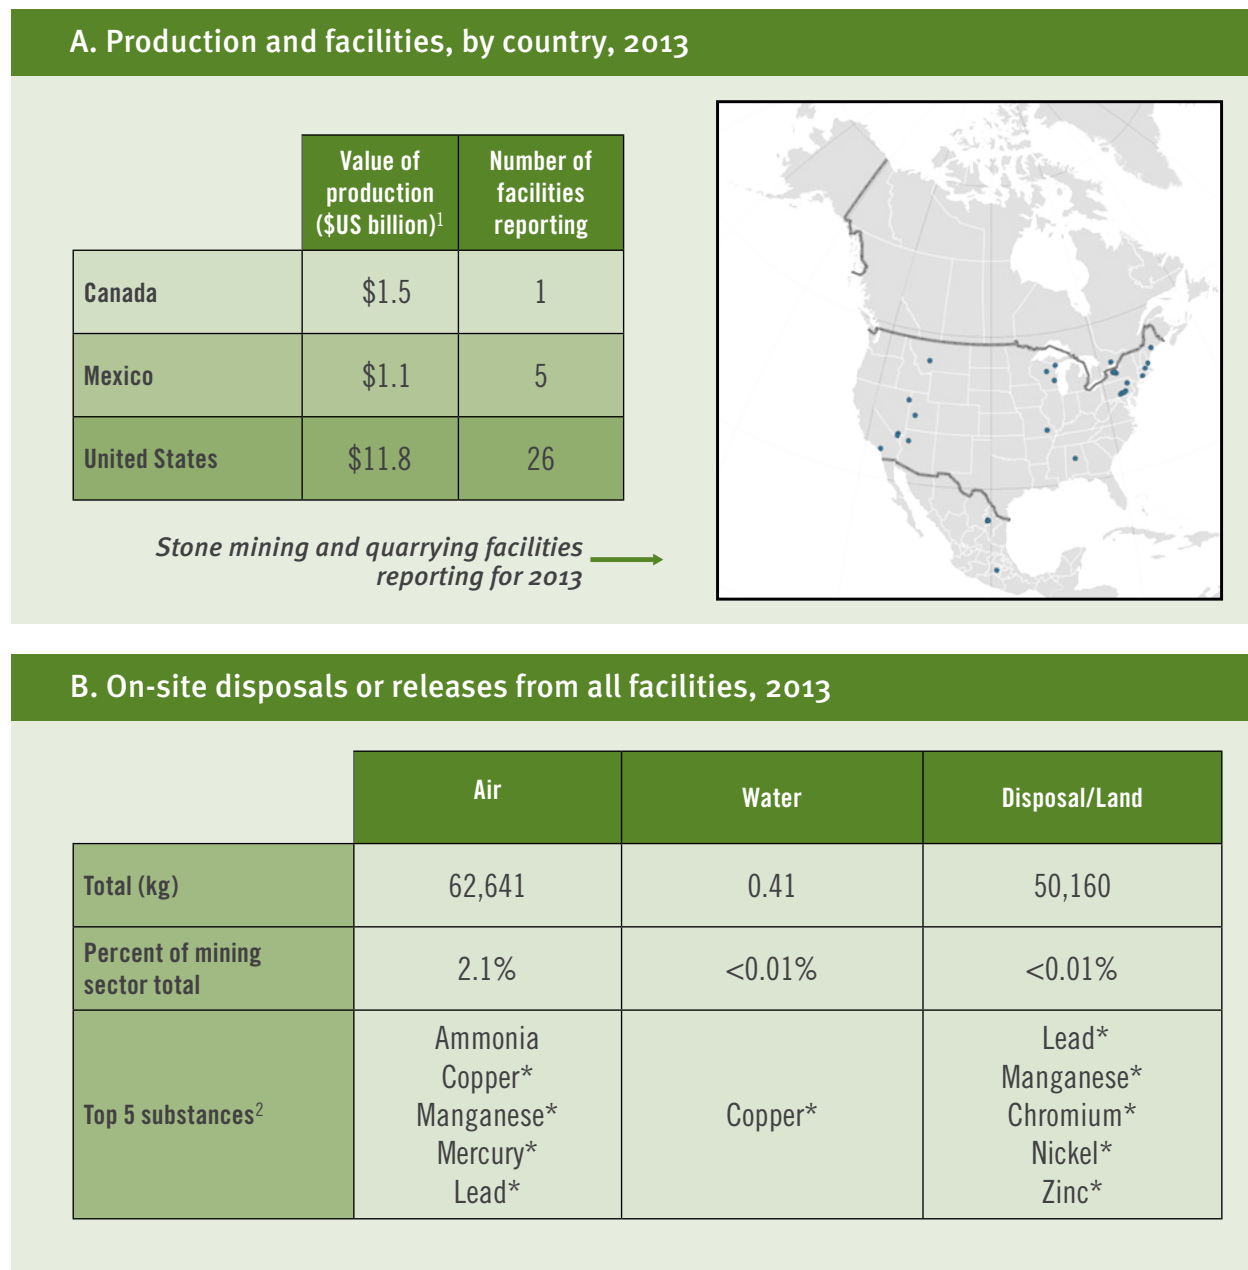 A. Production and facilities, by country, 2013
Value of
production
($US billion)1
Number of
facilities
reporting
Canada
$1.5
1
Mexico
$1.1
5
United States
$11.8
26
Stone mining and quarrying facilities
reporting for 2013
B. On-site disposals or releases from all facilities, 2013
Air
Water
Disposal/Land
Total (kg)
62,641
0.41
50,160
Percent of mining
sector total
2.1%
<0.01%
<0.01%
Top 5 substances2
Ammonia
Copper*
Manganese*
Mercury*
Lead*
Copper*
Lead*
Manganese*
Chromium*
Nickel*
Zinc*